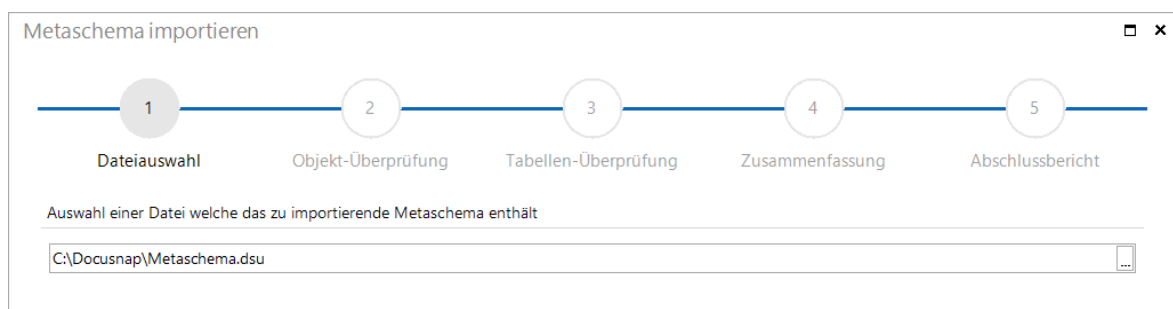 Metaschema importieren
1 2 3 4 5
Dateiauswahl Objekt-Überprüfung Tabellen-Überprüfung Zusammenfassung Abschlussbericht
Auswahl einer Datei welche das zu importierende Metaschema enthält
C:\Docusnap\Metaschema.dsu ...